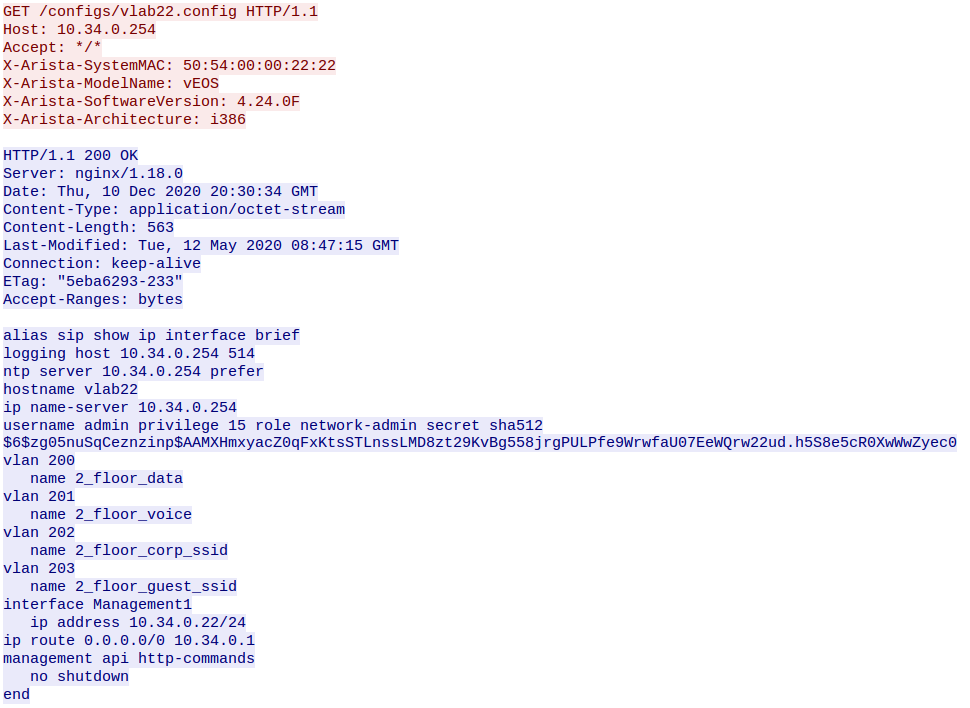 GET /configs/vlab22.config HTTP/1.1
Host: 10.34.0.254
Accept: */*
X-Arista-SystemMAC: 50:54:00:00:22:22
X-Arista-ModelName: vEOS
X-Arista-SoftwareVersion: 4.24.0F
X-Arista-Architecture: i386

HTTP/1.1 200 OK
Server: nginx/1.18.0
Date: Thu, 10 Dec 2020 20:30:34 GMT
Content-Type: application/octet-stream
Content-Length: 563
Last-Modified: Tue, 12 May 2020 08:47:15 GMT
Connection: keep-alive
ETag: "5eba6293-233"
Accept-Ranges: bytes

alias sip show ip interface brief
logging host 10.34.0.254 514
ntp server 10.34.0.254 prefer
hostname vlab22
ip name-server 10.34.0.254
username admin privilege 15 role network-admin secret sha512
$6$zg05nuSqCeznzinp$AAMXHmxyacZ0qFxKtsSTLnssLMD8zt29KvBg558jrgPULPfe9WrwfaU07EeWQrw22ud.h5S8e5cR0XwWwZyec0
vlan 200
   name 2_floor_data
vlan 201
   name 2_floor_voice
vlan 202
   name 2_floor_corp_ssid
vlan 203
   name 2_floor_guest_ssid
interface Management1
   ip address 10.34.0.22/24
ip route 0.0.0.0/0 10.34.0.1
management api http-commands
   no shutdown
end